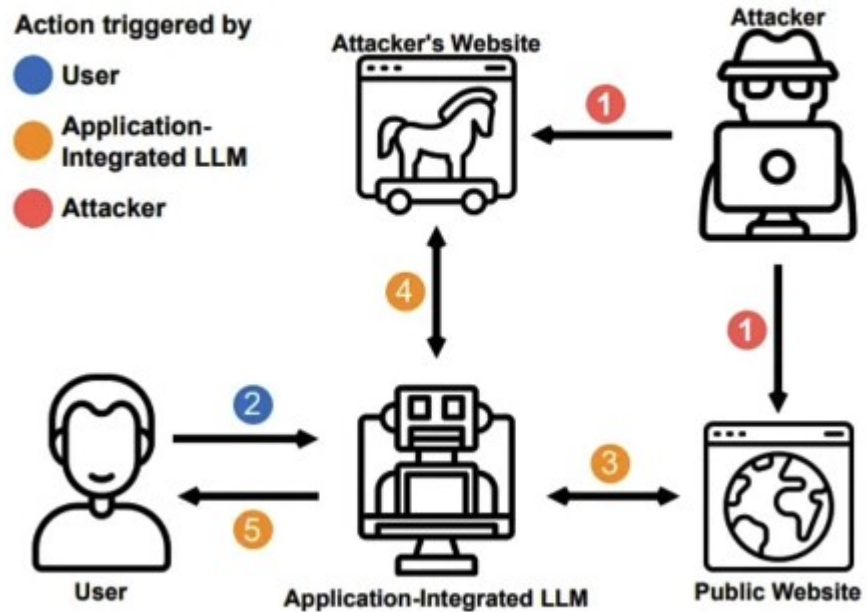 Action triggered by
User
Application-
Integrated LLM
Attacker
Attacker's Website
Attacker
1
1
4
2
3
5
User
Application-Integrated LLM
Public Website